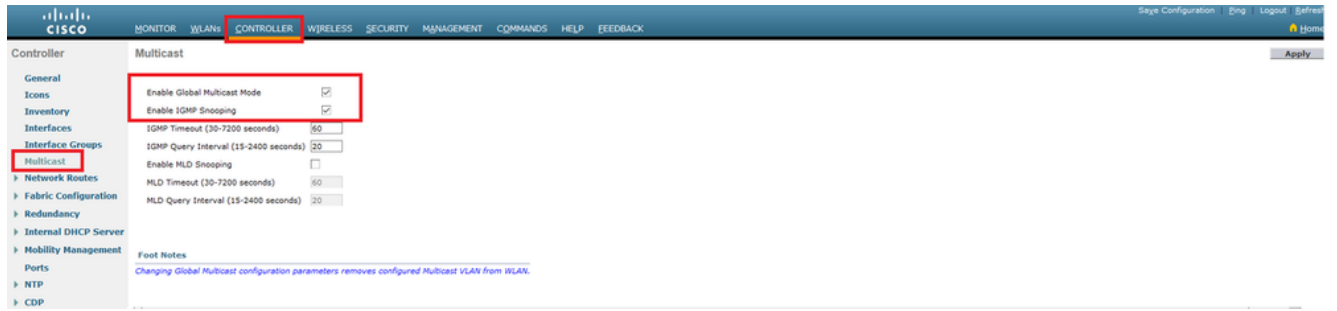 Save Configuration | Ping | Logout | Refresh
CISCO MONITOR WLANs CONTROLLER WIRELESS SECURITY MANAGEMENT COMMANDS HELP FEEDBACK Home
Controller Multicast Apply
General
Icons Enable Global Multicast Mode
Inventory Enable IGMP Snooping
Interfaces IGMP Timeout (30-7200 seconds) 60
Interface Groups IGMP Query Interval (15-2400 seconds) 20
Multicast Enable MLD Snooping
Network Routes MLD Timeout (30-7200 seconds) 60
Fabric Configuration MLD Query Interval (15-2400 seconds) 20
Redundancy
Internal DHCP Server
Mobility Management Foot Notes
Ports Changing Global Multicast configuration parameters removes configured Multicast VLAN from WLAN.
NTP
CDP